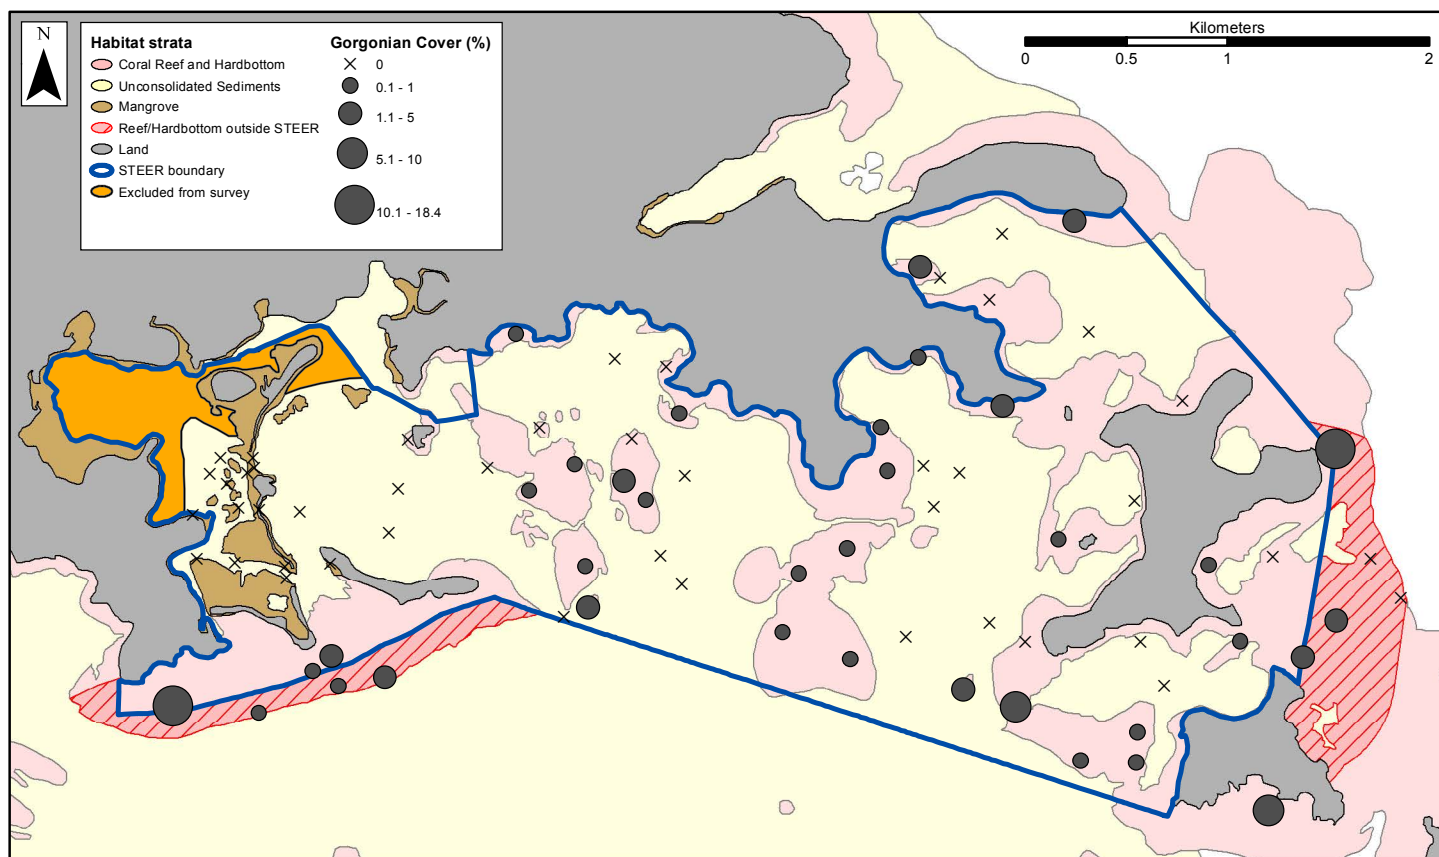 N
Habitat strata
Coral Reef and Hardbottom
Unconsolidated Sediments
Mangrove
Reef/Hardbottom outside STEER
Land
STEER boundary
Excluded from survey
Gorgonian Cover (%)
0
0.1 - 1
1.1 - 5
5.1 - 10
10.1 - 18.4
Kilometers
0 0.5 1 2